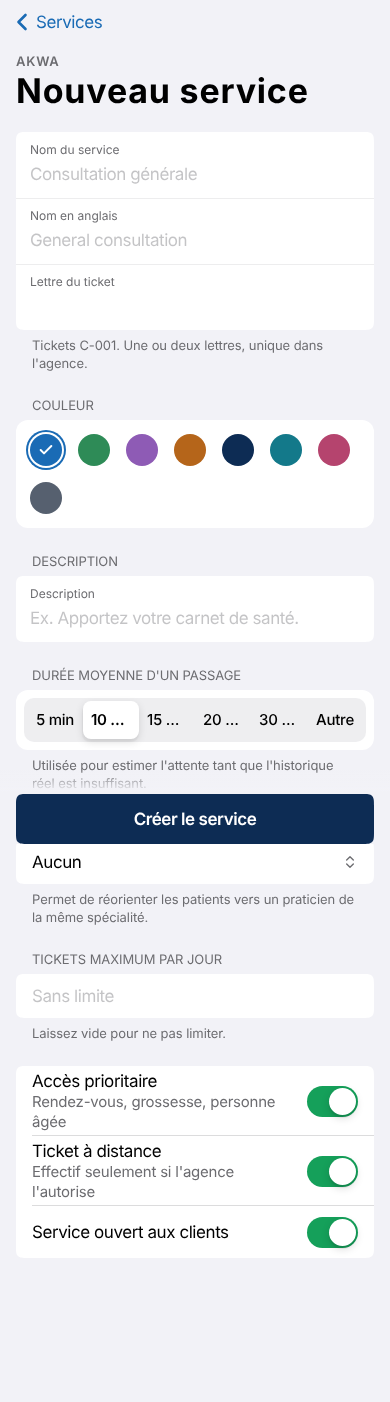 Services
AKWA
Nouveau service
Nom du service
Consultation générale
Nom en anglais
General consultation
Lettre du ticket
Tickets C-001. Une ou deux lettres, unique dans
l'agence.
COULEUR
DESCRIPTION
Description
Ex. Apportez votre carnet de santé.
DURÉE MOYENNE D'UN PASSAGE
5 min 10 ... 15 ... 20 ... 30 ... Autre
Utilisée pour estimer l'attente tant que l'historique
réel est insuffisant.
Créer le service
Aucun
Permet de réorienter les patients vers un praticien de
la même spécialité.
TICKETS MAXIMUM PAR JOUR
Sans limite
Laissez vide pour ne pas limiter.
Accès prioritaire
Rendez-vous, grossesse, personne
âgée
Ticket à distance
Effectif seulement si l'agence
l'autorise
Service ouvert aux clients